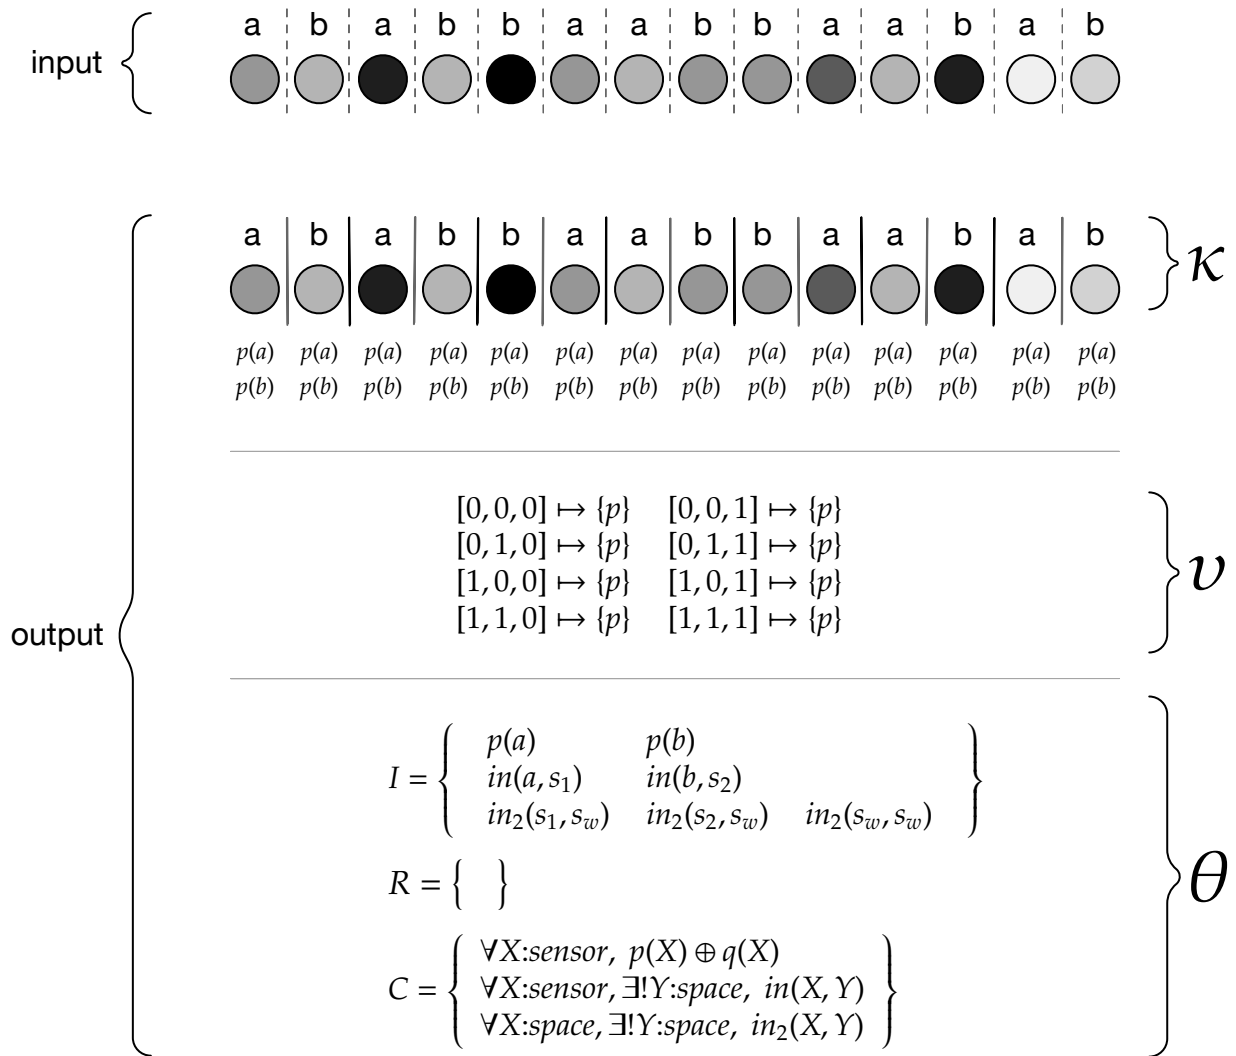 a b a b b a a b b a a b a b
input
a b a b b a a b b a a b a b
κ
p(a) p(a) p(a) p(a) p(a) p(a) p(a) p(a) p(a) p(a) p(a) p(a) p(a) p(a)
p(b) p(b) p(b) p(b) p(b) p(b) p(b) p(b) p(b) p(b) p(b) p(b) p(b) p(b)
[0, 0, 0] ↦ {p} [0, 0, 1] ↦ {p}
[0, 1, 0] ↦ {p} [0, 1, 1] ↦ {p}
[1, 0, 0] ↦ {p} [1, 0, 1] ↦ {p}
[1, 1, 0] ↦ {p} [1, 1, 1] ↦ {p}
υ
output
p(a) p(b)
I = { in(a, s₁) in(b, s₂) }
in₂(s₁, s_w) in₂(s₂, s_w) in₂(s_w, s_w)
R = { }
θ
∀X:sensor, p(X) ⊕ q(X)
C = { ∀X:sensor, ∃!Y:space, in(X, Y) }
∀X:space, ∃!Y:space, in₂(X, Y)